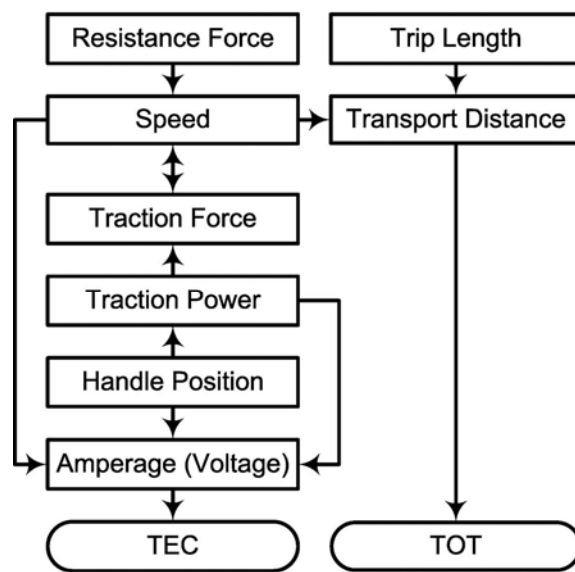 Resistance Force
Trip Length
Speed
Transport Distance
Traction Force
Traction Power
Handle Position
Amperage (Voltage)
TEC
TOT